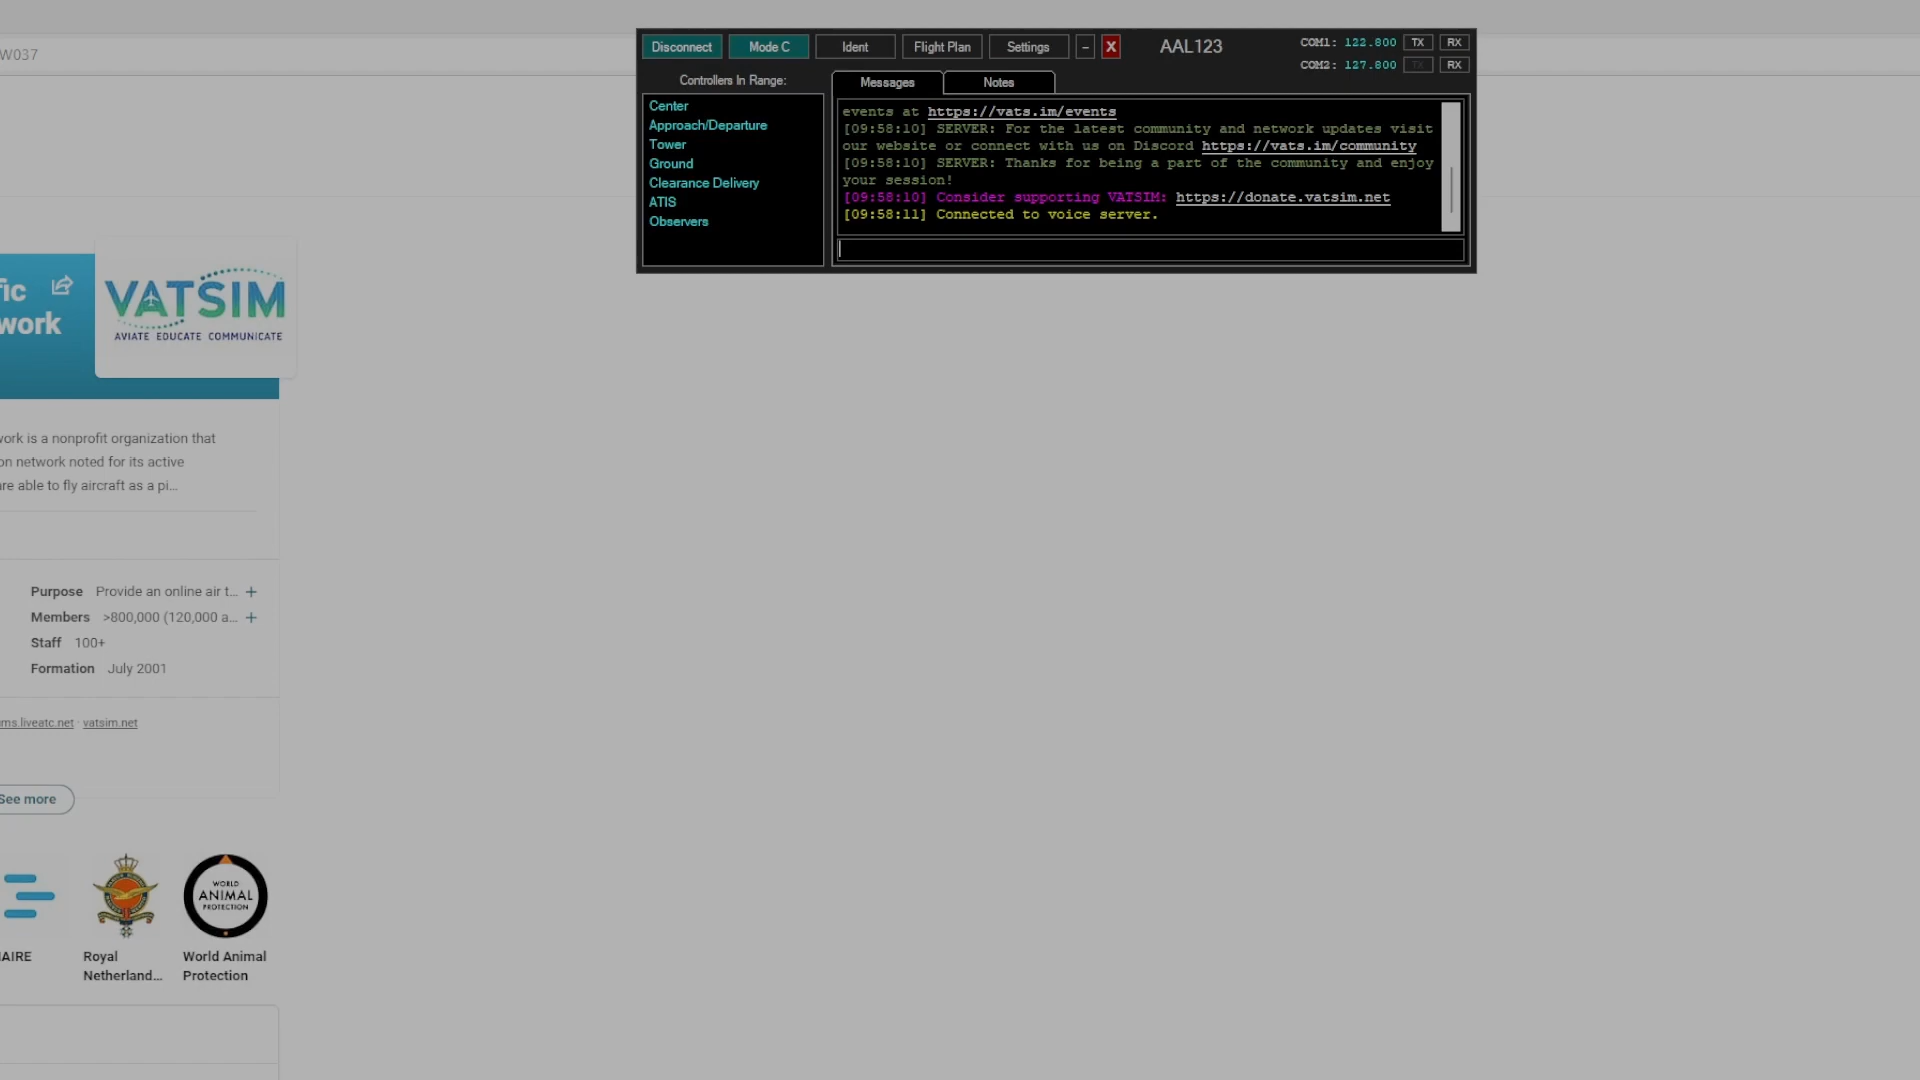 W037
Disconnect
Mode C
Ident
Flight Plan
Settings
–
X
AAL123
COM1: 122.800 TX RX
COM2: 127.800 TX RX
Controllers In Range:
Center
Approach/Departure
Tower
Ground
Clearance Delivery
ATIS
Observers
Messages
Notes
events at https://vats.im/events
[09:58:10] SERVER: For the latest community and network updates visit
our website or connect with us on Discord https://vats.im/community
[09:58:10] SERVER: Thanks for being a part of the community and enjoy
your session!
[09:58:10] Consider supporting VATSIM: https://donate.vatsim.net
[09:58:11] Connected to voice server.
fic
work
VATSIM
AVIATE EDUCATE COMMUNICATE
work is a nonprofit organization that
on network noted for its active
are able to fly aircraft as a pi...
Purpose Provide an online air t... +
Members >800,000 (120,000 a... +
Staff 100+
Formation July 2001
ms.liveatc.net · vatsim.net
See more
WORLD
ANIMAL
PROTECTION
AIRE
Royal
Netherland...
World Animal
Protection